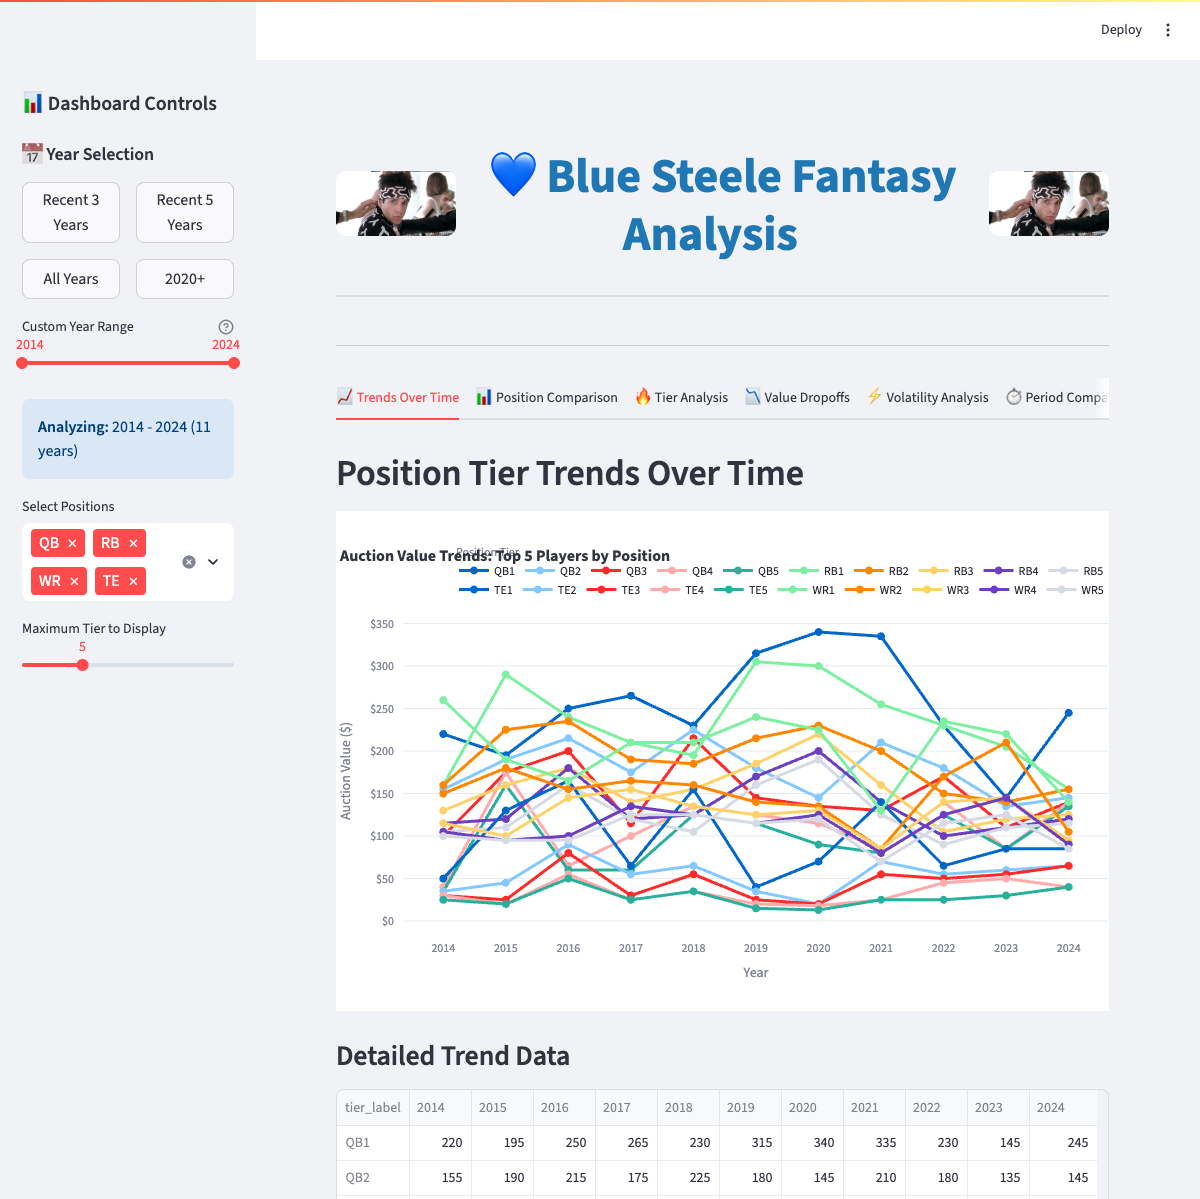 Deploy
Dashboard Controls
17
Year Selection
Recent 3 Years
Recent 5 Years
All Years
2020+
Custom Year Range
2014 2024
Analyzing: 2014 - 2024 (11 years)
Select Positions
QB × RB ×
WR × TE ×
Maximum Tier to Display
5
Blue Steele Fantasy
Analysis
Trends Over Time
Position Comparison
Tier Analysis
Value Dropoffs
Volatility Analysis
Period Compa
Position Tier Trends Over Time
Position Tier
Auction Value Trends: Top 5 Players by Position
QB1 QB2 QB3 QB4 QB5 RB1 RB2 RB3 RB4 RB5
TE1 TE2 TE3 TE4 TE5 WR1 WR2 WR3 WR4 WR5
$350
$300
$250
$200
$150
$100
$50
$0
Auction Value ($)
2014 2015 2016 2017 2018 2019 2020 2021 2022 2023 2024
Year
Detailed Trend Data
tier_label 2014 2015 2016 2017 2018 2019 2020 2021 2022 2023 2024
QB1 220 195 250 265 230 315 340 335 230 145 245
QB2 155 190 215 175 225 180 145 210 180 135 145